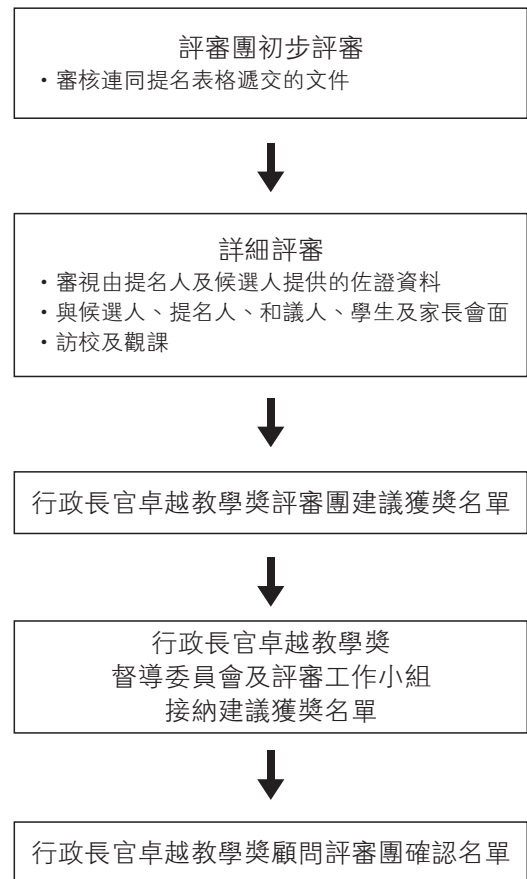 評審團初步評審
•審核連同提名表格遞交的文件
詳細評審
•審視由提名人及候選人提供的佐證資料
•與候選人、提名人、和議人、學生及家長會面
•訪校及觀課
行政長官卓越教學獎評審團建議獲獎名單
行政長官卓越教學獎
督導委員會及評審工作小組
接納建議獲獎名單
行政長官卓越教學獎顧問評審團確認名單